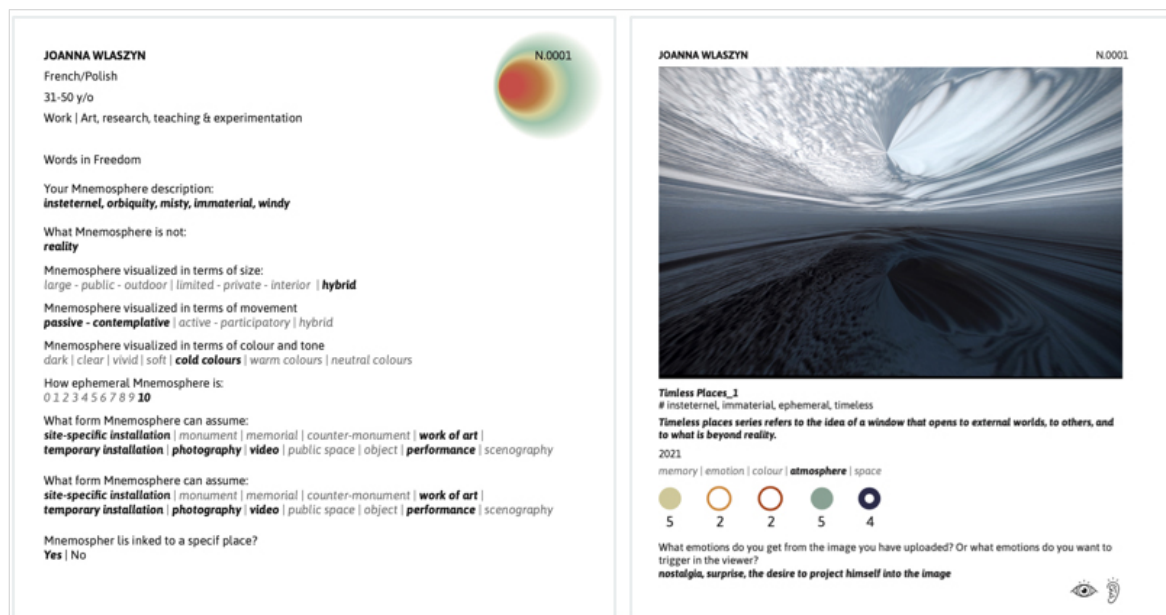 JOANNA WLASZYN
N.0001
French/Polish
31-50 y/o
Work | Art, research, teaching & experimentation
Words in Freedom
Your Mnemosphere description:
insteternel, orbiquity, misty, immaterial, windy
What Mnemosphere is not:
reality
Mnemosphere visualized in terms of size:
large - public - outdoor | limited - private - interior | hybrid
Mnemosphere visualized in terms of movement
passive - contemplative | active - participatory | hybrid
Mnemosphere visualized in terms of colour and tone
dark | clear | vivid | soft | cold colours | warm colours | neutral colours
How ephemeral Mnemosphere is:
0 1 2 3 4 5 6 7 8 9 10
What form Mnemosphere can assume:
site-specific installation | monument | memorial | counter-monument | work of art |
temporary installation | photography | video | public space | object | performance | scenography
What form Mnemosphere can assume:
site-specific installation | monument | memorial | counter-monument | work of art |
temporary installation | photography | video | public space | object | performance | scenography
Mnemospher lis inked to a specif place?
Yes | No
JOANNA WLASZYN
N.0001
Timless Places_1
# insteternel, immaterial, ephemeral, timeless
Timeless places series refers to the idea of a window that opens to external worlds, to others, and
to what is beyond reality.
2021
memory | emotion | colour | atmosphere | space
5 2 2 5 4
What emotions do you get from the image you have uploaded? Or what emotions do you want to
trigger in the viewer?
nostalgia, surprise, the desire to project himself into the image